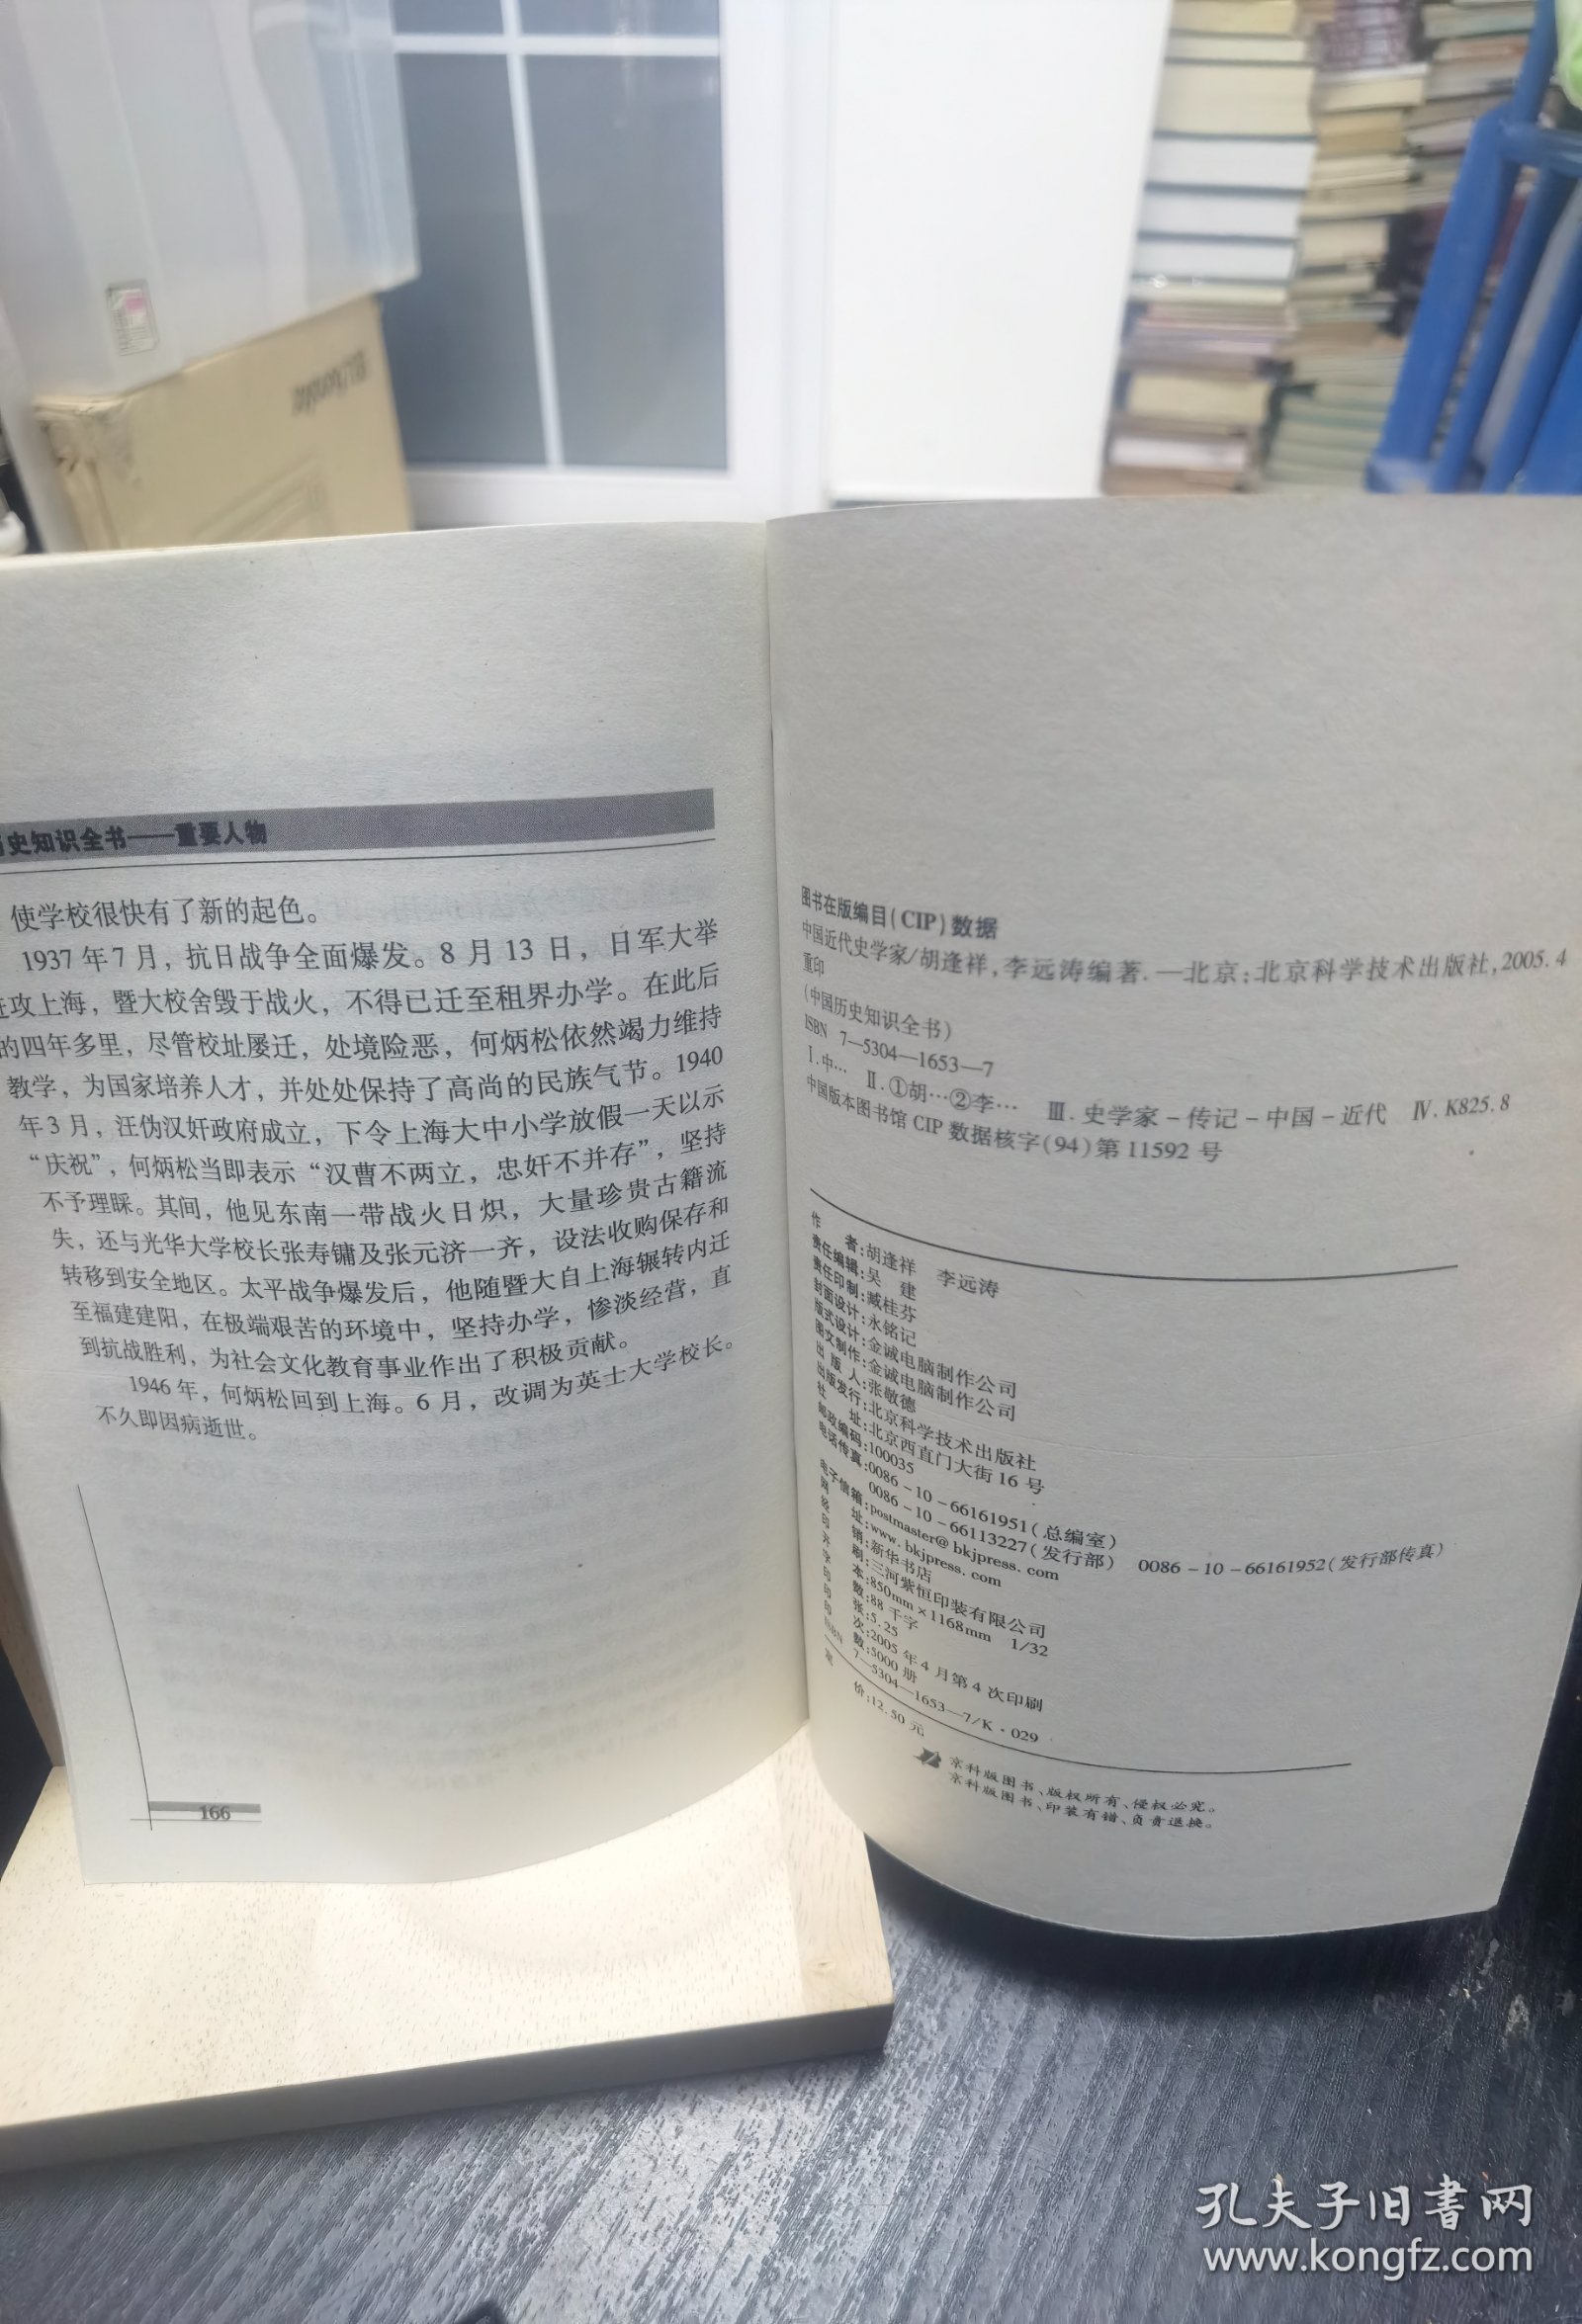 史知识全书——重要人物
使学校很快有了新的起色。
1937年7月，抗日战争全面爆发。8月13日，日军大举
攻上海，暨大校舍毁于战火，不得已迁至租界办学。在此后
的四年多里，尽管校址屡迁，处境险恶，何炳松依然竭力维持
教学，为国家培养人才，并处处保持了高尚的民族气节。1940
年3月，汪伪汉奸政府成立，下令上海大中小学放假一天以示
“庆祝”，何炳松当即表示“汉曹不两立，忠奸不并存”，坚持
不予理睬。其间，他见东南一带战火日炽，大量珍贵古籍流
失，还与光华大学校长张寿镛及张元济一齐，设法收购保存和
转移到安全地区。太平战争爆发后，他随暨大自上海辗转内迁
至福建建阳，在极端艰苦的环境中，坚持办学，惨淡经营，直
到抗战胜利，为社会文化教育事业作出了积极贡献。
1946年，何炳松回到上海。6月，改调为英士大学校长。
不久即因病逝世。
166
图书在版编目(CIP)数据
中国近代史学家/胡逢祥,李远涛编著.—北京:北京科学技术出版社,2005.4
重印
(中国历史知识全书)
ISBN 7—5304—1653—7
Ⅰ.中… Ⅱ.①胡…②李… Ⅲ.史学家－传记－中国－近代 Ⅳ.K825.8
中国版本图书馆CIP数据核字(94)第11592号
作 者:胡逢祥 李远涛
责任编辑:吴 建
责任印制:臧桂芬
封面设计:永铭记
版式设计:金诚电脑制作公司
图文制作:金诚电脑制作公司
出 版 人:张敬德
出版发行:北京科学技术出版社
社 址:北京西直门大街16号
邮政编码:100035
电话传真:0086－10－66161951(总编室)
0086－10－66113227(发行部) 0086－10－66161952(发行部传真)
电子信箱:postmaster@bkjpress.com
网 址:www.bkjpress.com
经 销:新华书店
印 刷:三河紫恒印装有限公司
开 本:850mm×1168mm 1/32
字 数:88千字
印 张:5.25
印 次:2005年4月第4次印刷
印 数:5000册
7—5304—1653—7/K·029
定 价:12.50元
京科版图书、版权所有、侵权必究。
京科版图书、印装有错、负责退换。
孔夫子旧书网
www.kongfz.com